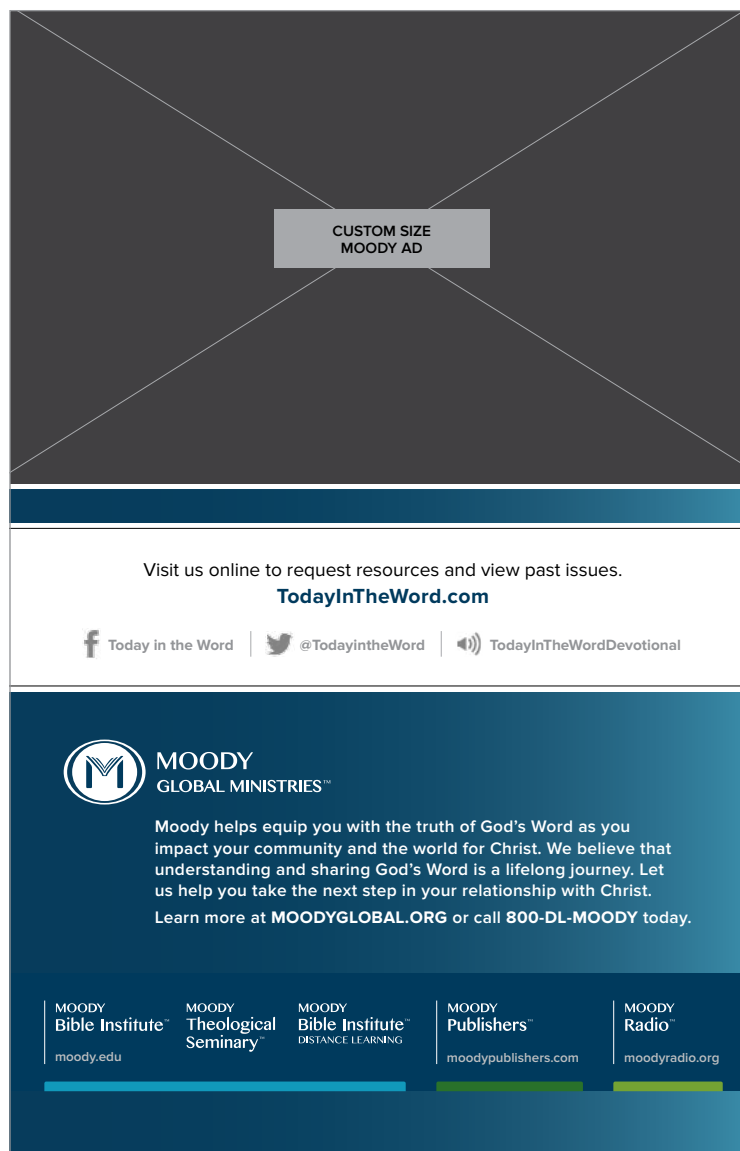 CUSTOM SIZE
MOODY AD
Visit us online to request resources and view past issues.
TodayInTheWord.com
Today in the Word
@TodayintheWord
TodayInTheWordDevotional
M
MOODY
GLOBAL MINISTRIES™
Moody helps equip you with the truth of God’s Word as you
impact your community and the world for Christ. We believe that
understanding and sharing God’s Word is a lifelong journey. Let
us help you take the next step in your relationship with Christ.
Learn more at MOODYGLOBAL.ORG or call 800-DL-MOODY today.
MOODY
Bible Institute™
moody.edu
MOODY
Theological
Seminary™
MOODY
Bible Institute™
DISTANCE LEARNING
MOODY
Publishers™
moodypublishers.com
MOODY
Radio™
moodyradio.org